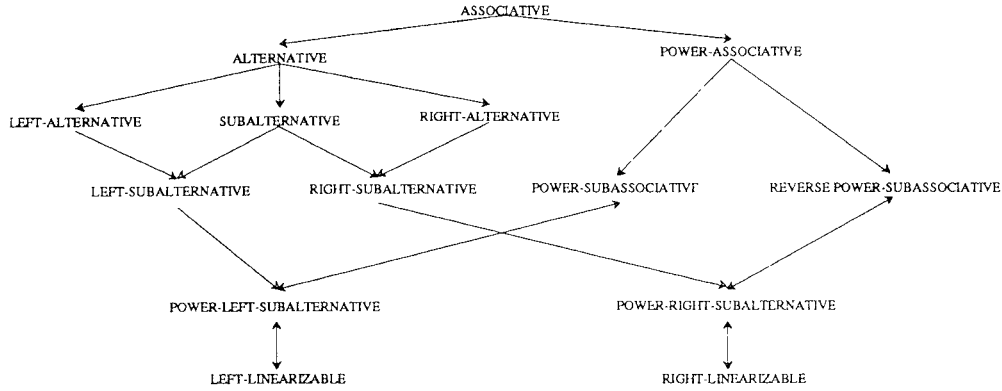 ASSOCIATIVE
ALTERNATIVE
POWER-ASSOCIATIVE
LEFT-ALTERNATIVE
SUBALTERNATIVE
RIGHT-ALTERNATIVE
LEFT-SUBALTERNATIVE
RIGHT-SUBALTERNATIVE
POWER-SUBASSOCIATIVE
REVERSE POWER-SUBASSOCIATIVE
POWER-LEFT-SUBALTERNATIVE
POWER-RIGHT-SUBALTERNATIVE
LEFT-LINEARIZABLE
RIGHT-LINEARIZABLE